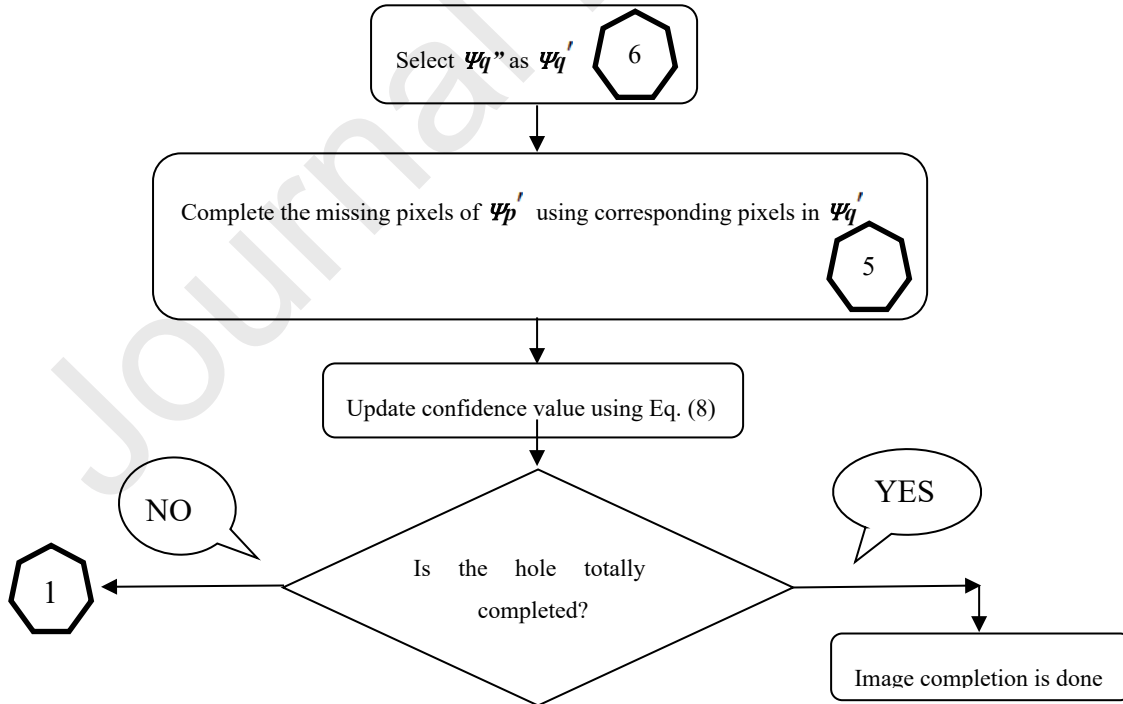 Select Ψq” as Ψq′ 6
Complete the missing pixels of Ψp′ using corresponding pixels in Ψq′
5
Update confidence value using Eq. (8)
NO
YES
Is the hole totally
completed?
1
Image completion is done
Journal